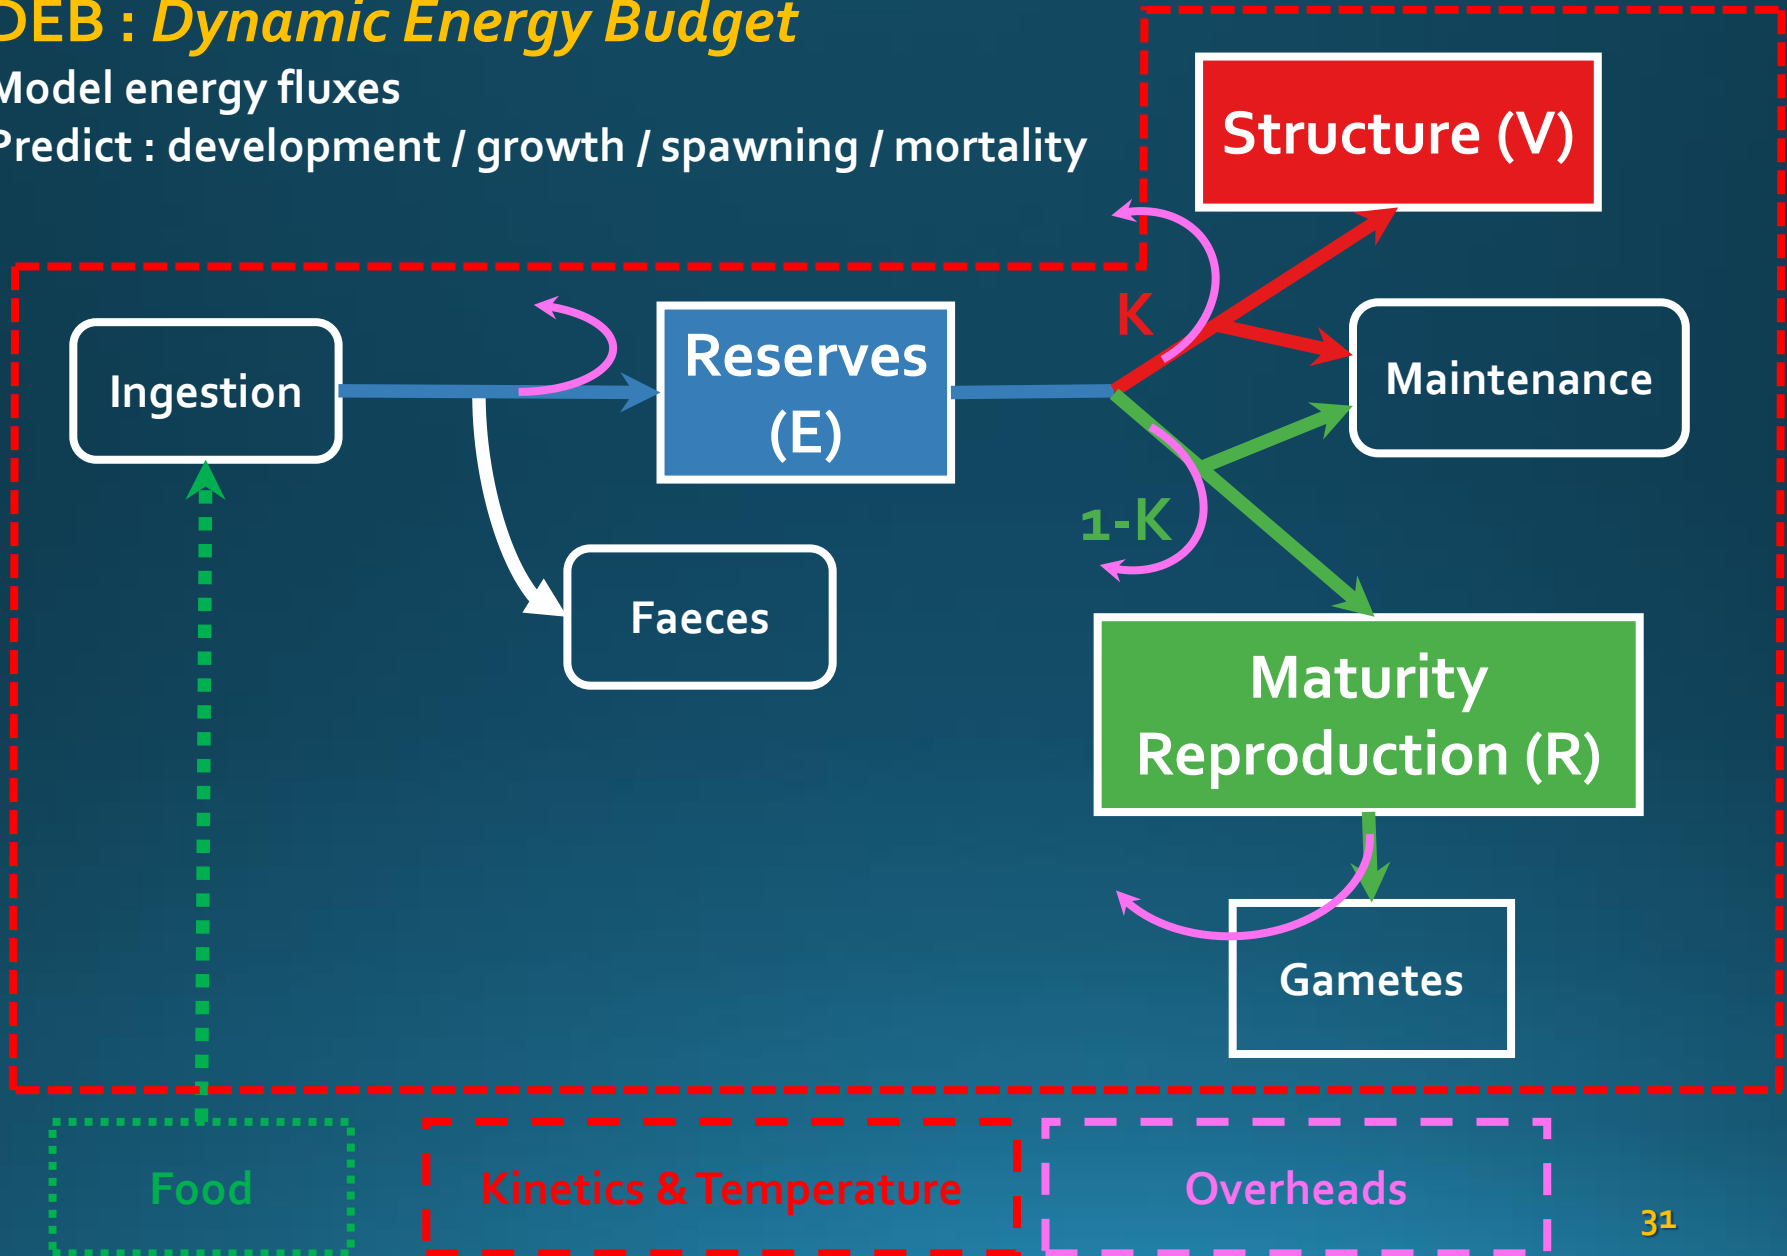 DEB : Dynamic Energy Budget
Model energy fluxes
Predict : development / growth / spawning / mortality
Structure (V)
K
Ingestion
Reserves
(E)
Maintenance
1-K
Faeces
Maturity
Reproduction (R)
Gametes
Food
Kinetics & Temperature
Overheads
31